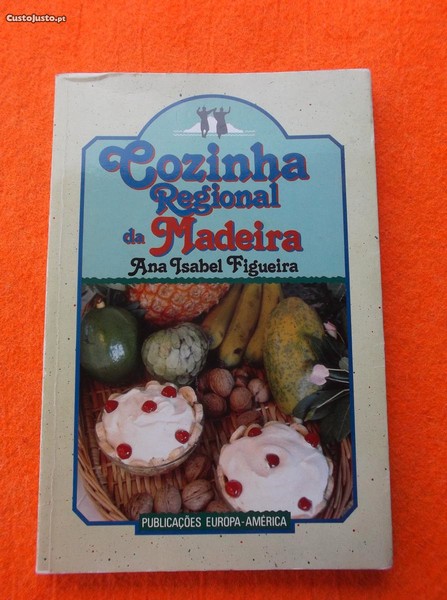 CustoJusto.pt
Cozinha
Regional
da Madeira
Ana Isabel Figueira
PUBLICAÇÕES EUROPA-AMÉRICA